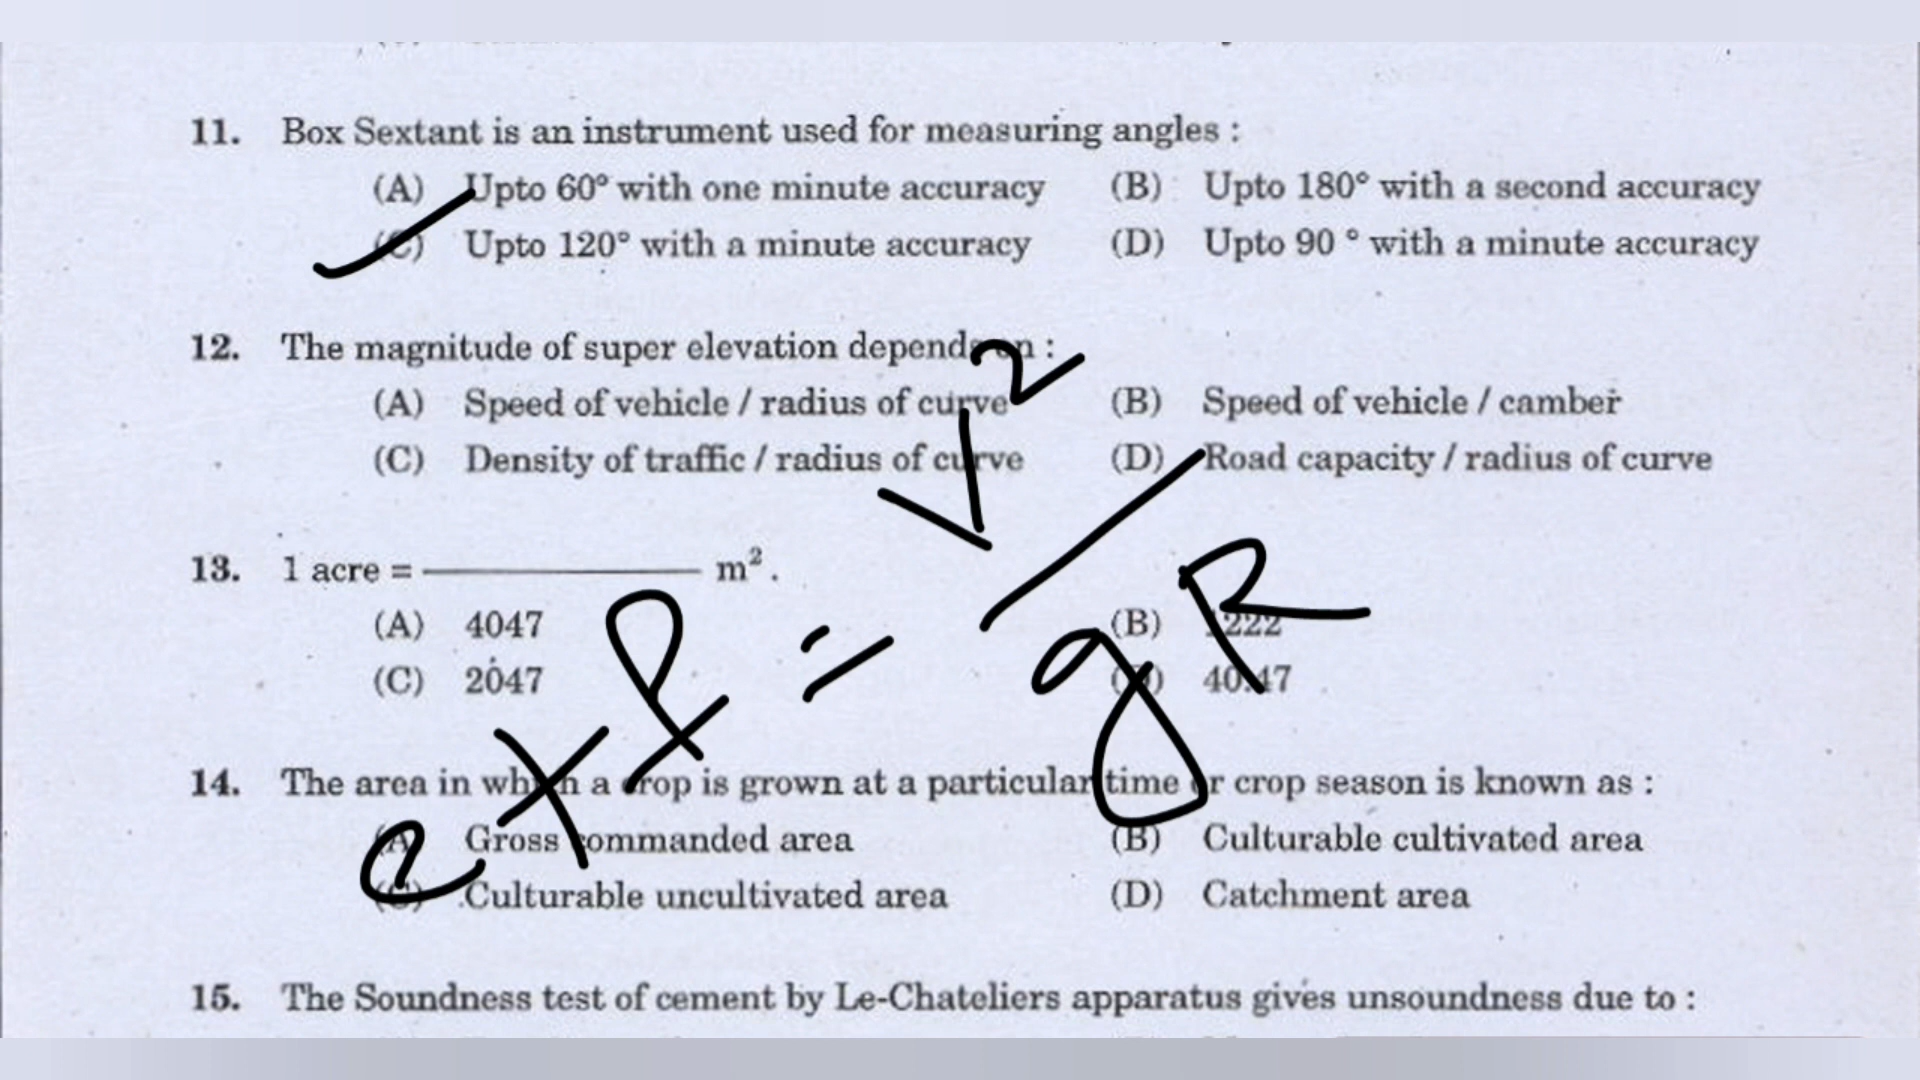 11. Box Sextant is an instrument used for measuring angles :
(A) Upto 60° with one minute accuracy (B) Upto 180° with a second accuracy
(C) Upto 120° with a minute accuracy (D) Upto 90 ° with a minute accuracy
12. The magnitude of super elevation depends on :
(A) Speed of vehicle / radius of curve (B) Speed of vehicle / camber
(C) Density of traffic / radius of curve (D) Road capacity / radius of curve
13. 1 acre = ———— m².
(A) 4047 (B) 1222
(C) 2047 (D) 40.47
e + f = V² / gR
14. The area in which a crop is grown at a particular time or crop season is known as :
(A) Gross commanded area (B) Culturable cultivated area
(C) Culturable uncultivated area (D) Catchment area
15. The Soundness test of cement by Le-Chateliers apparatus gives unsoundness due to :